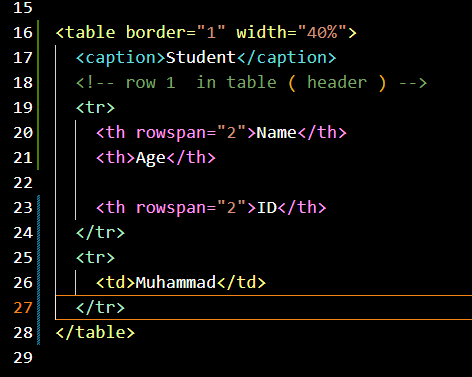 15
16 <table border="1" width="40%">
17 <caption>Student</caption>
18 <!-- row 1  in table ( header ) -->
19 <tr>
20 <th rowspan="2">Name</th>
21 <th>Age</th>
22
23 <th rowspan="2">ID</th>
24 </tr>
25 <tr>
26 <td>Muhammad</td>
27 </tr>
28 </table>
29